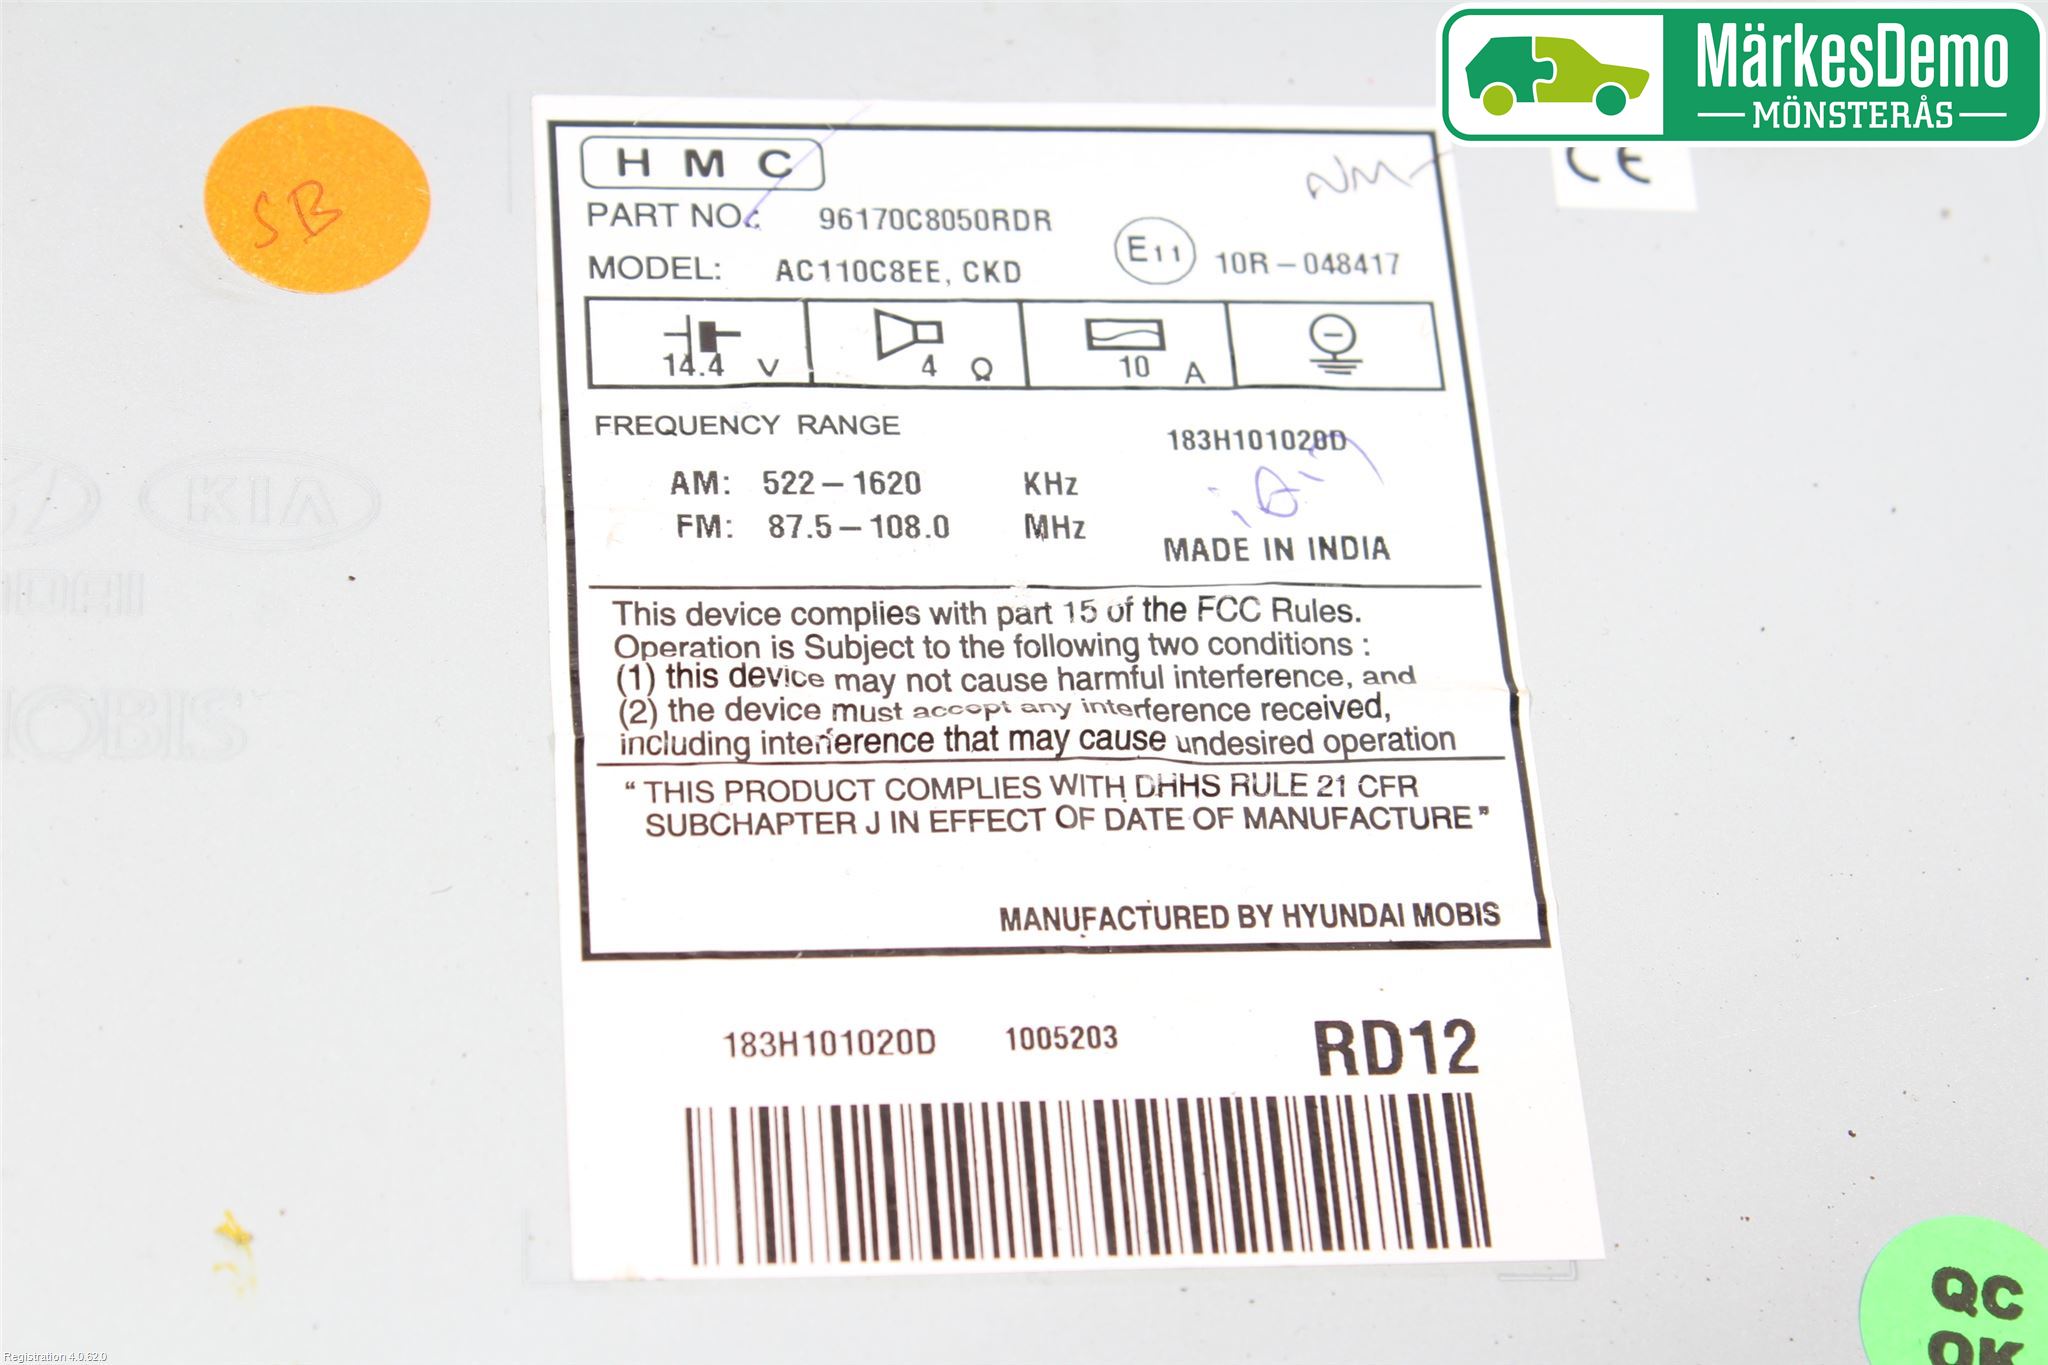 MärkesDemo
MÖNSTERÅS
CE
SB
HMC
PART NO.: 96170C8050RDR
MODEL: AC110C8EE, CKD
E11 10R-048417
14.4 V
4 Ω
10 A
FREQUENCY RANGE
183H101020D
AM: 522-1620 KHz
FM: 87.5-108.0 MHz
MADE IN INDIA
KIA
MOBIS
This device complies with part 15 of the FCC Rules.
Operation is Subject to the following two conditions :
(1) this device may not cause harmful interference, and
(2) the device must accept any interference received,
including interference that may cause undesired operation
" THIS PRODUCT COMPLIES WITH DHHS RULE 21 CFR
SUBCHAPTER J IN EFFECT OF DATE OF MANUFACTURE "
MANUFACTURED BY HYUNDAI MOBIS
183H101020D 1005203 RD12
QC
OK
Registration 4.0.62.0